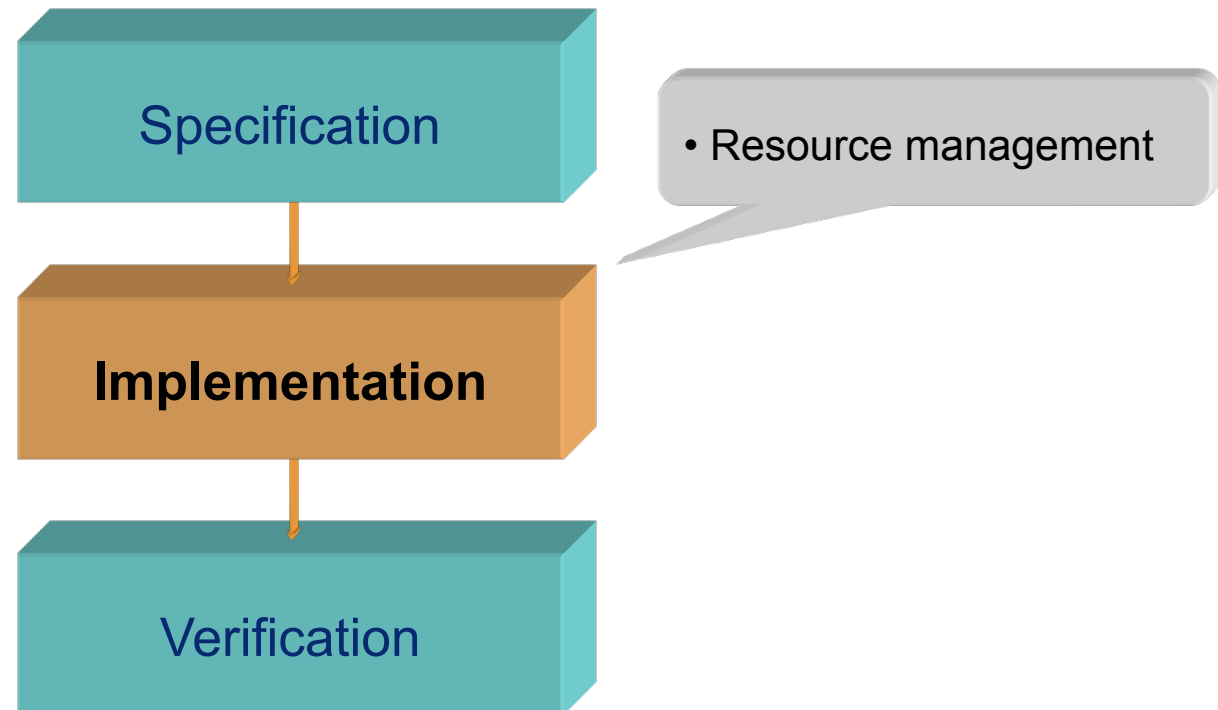 Specification
• Resource management
Implementation
Verification